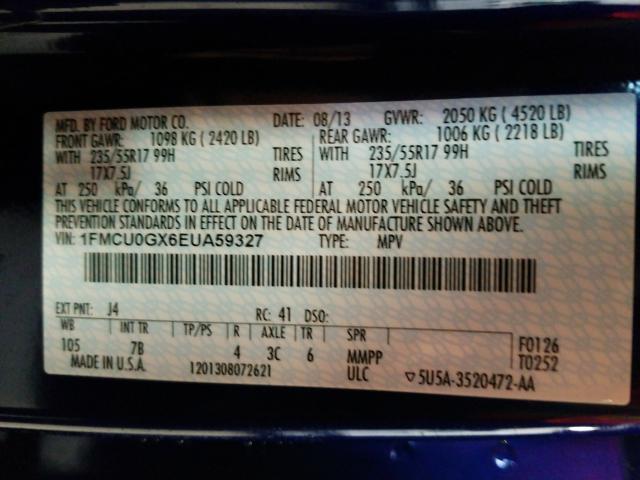 MFD. BY FORD MOTOR CO. DATE: 08/13 GVWR: 2050 KG ( 4520 LB)
FRONT GAWR: 1098 KG ( 2420 LB) REAR GAWR: 1006 KG ( 2218 LB)
WITH 235/55R17 99H TIRES WITH 235/55R17 99H TIRES
17X7.5J RIMS 17X7.5J RIMS
AT 250 kPa/ 36 PSI COLD AT 250 kPa/ 36 PSI COLD
THIS VEHICLE CONFORMS TO ALL APPLICABLE FEDERAL MOTOR VEHICLE SAFETY AND THEFT
PREVENTION STANDARDS IN EFFECT ON THE DATE OF MANUFACTURE SHOWN ABOVE.
VIN: 1FMCU0GX6EUA59327 TYPE: MPV
EXT PNT: J4 RC: 41 DSO:
WB INT TR TP/PS R AXLE TR SPR F0126
105 7B 4 3C 6 MMPP T0252
MADE IN U.S.A. 1201308072621 ULC ▽5U5A-3520472-AA